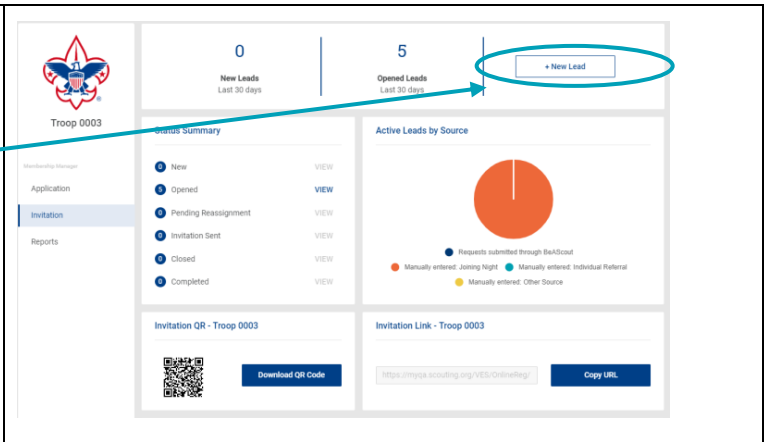 Troop 0003
Membership Manager
Application
Invitation
Reports
0
New Leads
Last 30 days
5
Opened Leads
Last 30 days
+ New Lead
Status Summary
0 New VIEW
5 Opened VIEW
0 Pending Reassignment VIEW
0 Invitation Sent VIEW
0 Closed VIEW
0 Completed VIEW
Active Leads by Source
Requests submitted through BeAScout
Manually entered: Joining Night Manually entered: Individual Referral
Manually entered: Other Source
Invitation QR - Troop 0003
Download QR Code
Invitation Link - Troop 0003
https://myqa.scouting.org/VES/OnlineReg/
Copy URL